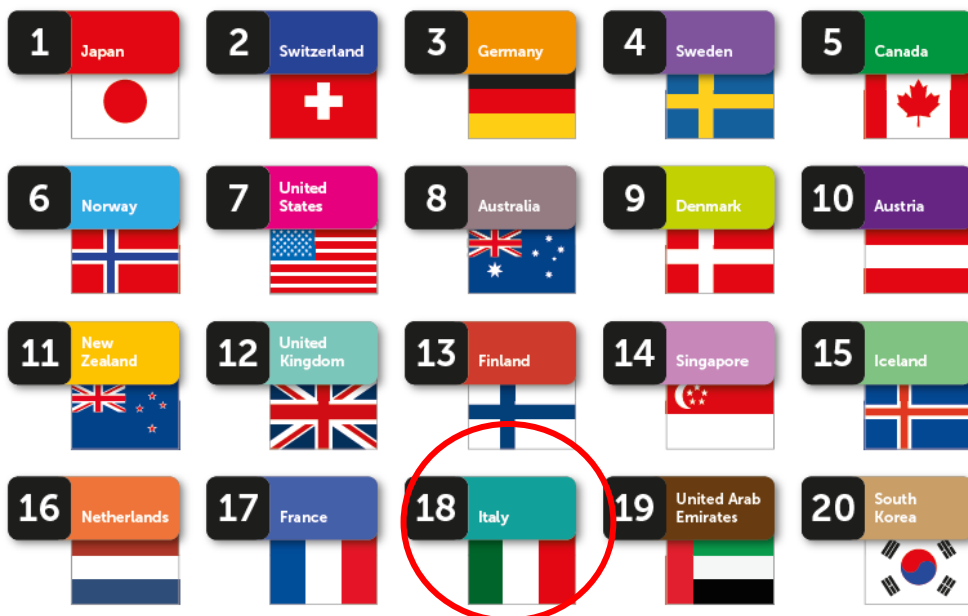 1 Japan
2 Switzerland
3 Germany
4 Sweden
5 Canada
6 Norway
7 United
States
8 Australia
9 Denmark
10 Austria
11 New
Zealand
12 United
Kingdom
13 Finland
14 Singapore
15 Iceland
16 Netherlands
17 France
18 Italy
19 United Arab
Emirates
20 South
Korea